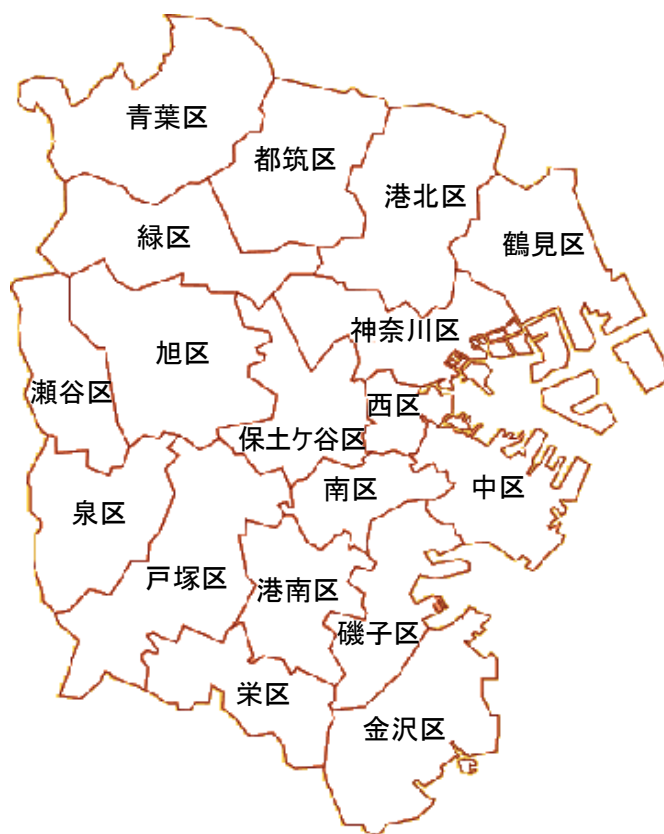 青葉区
都筑区
港北区
緑区
鶴見区
神奈川区
旭区
瀬谷区
西区
保土ケ谷区
南区
中区
泉区
戸塚区
港南区
磯子区
栄区
金沢区